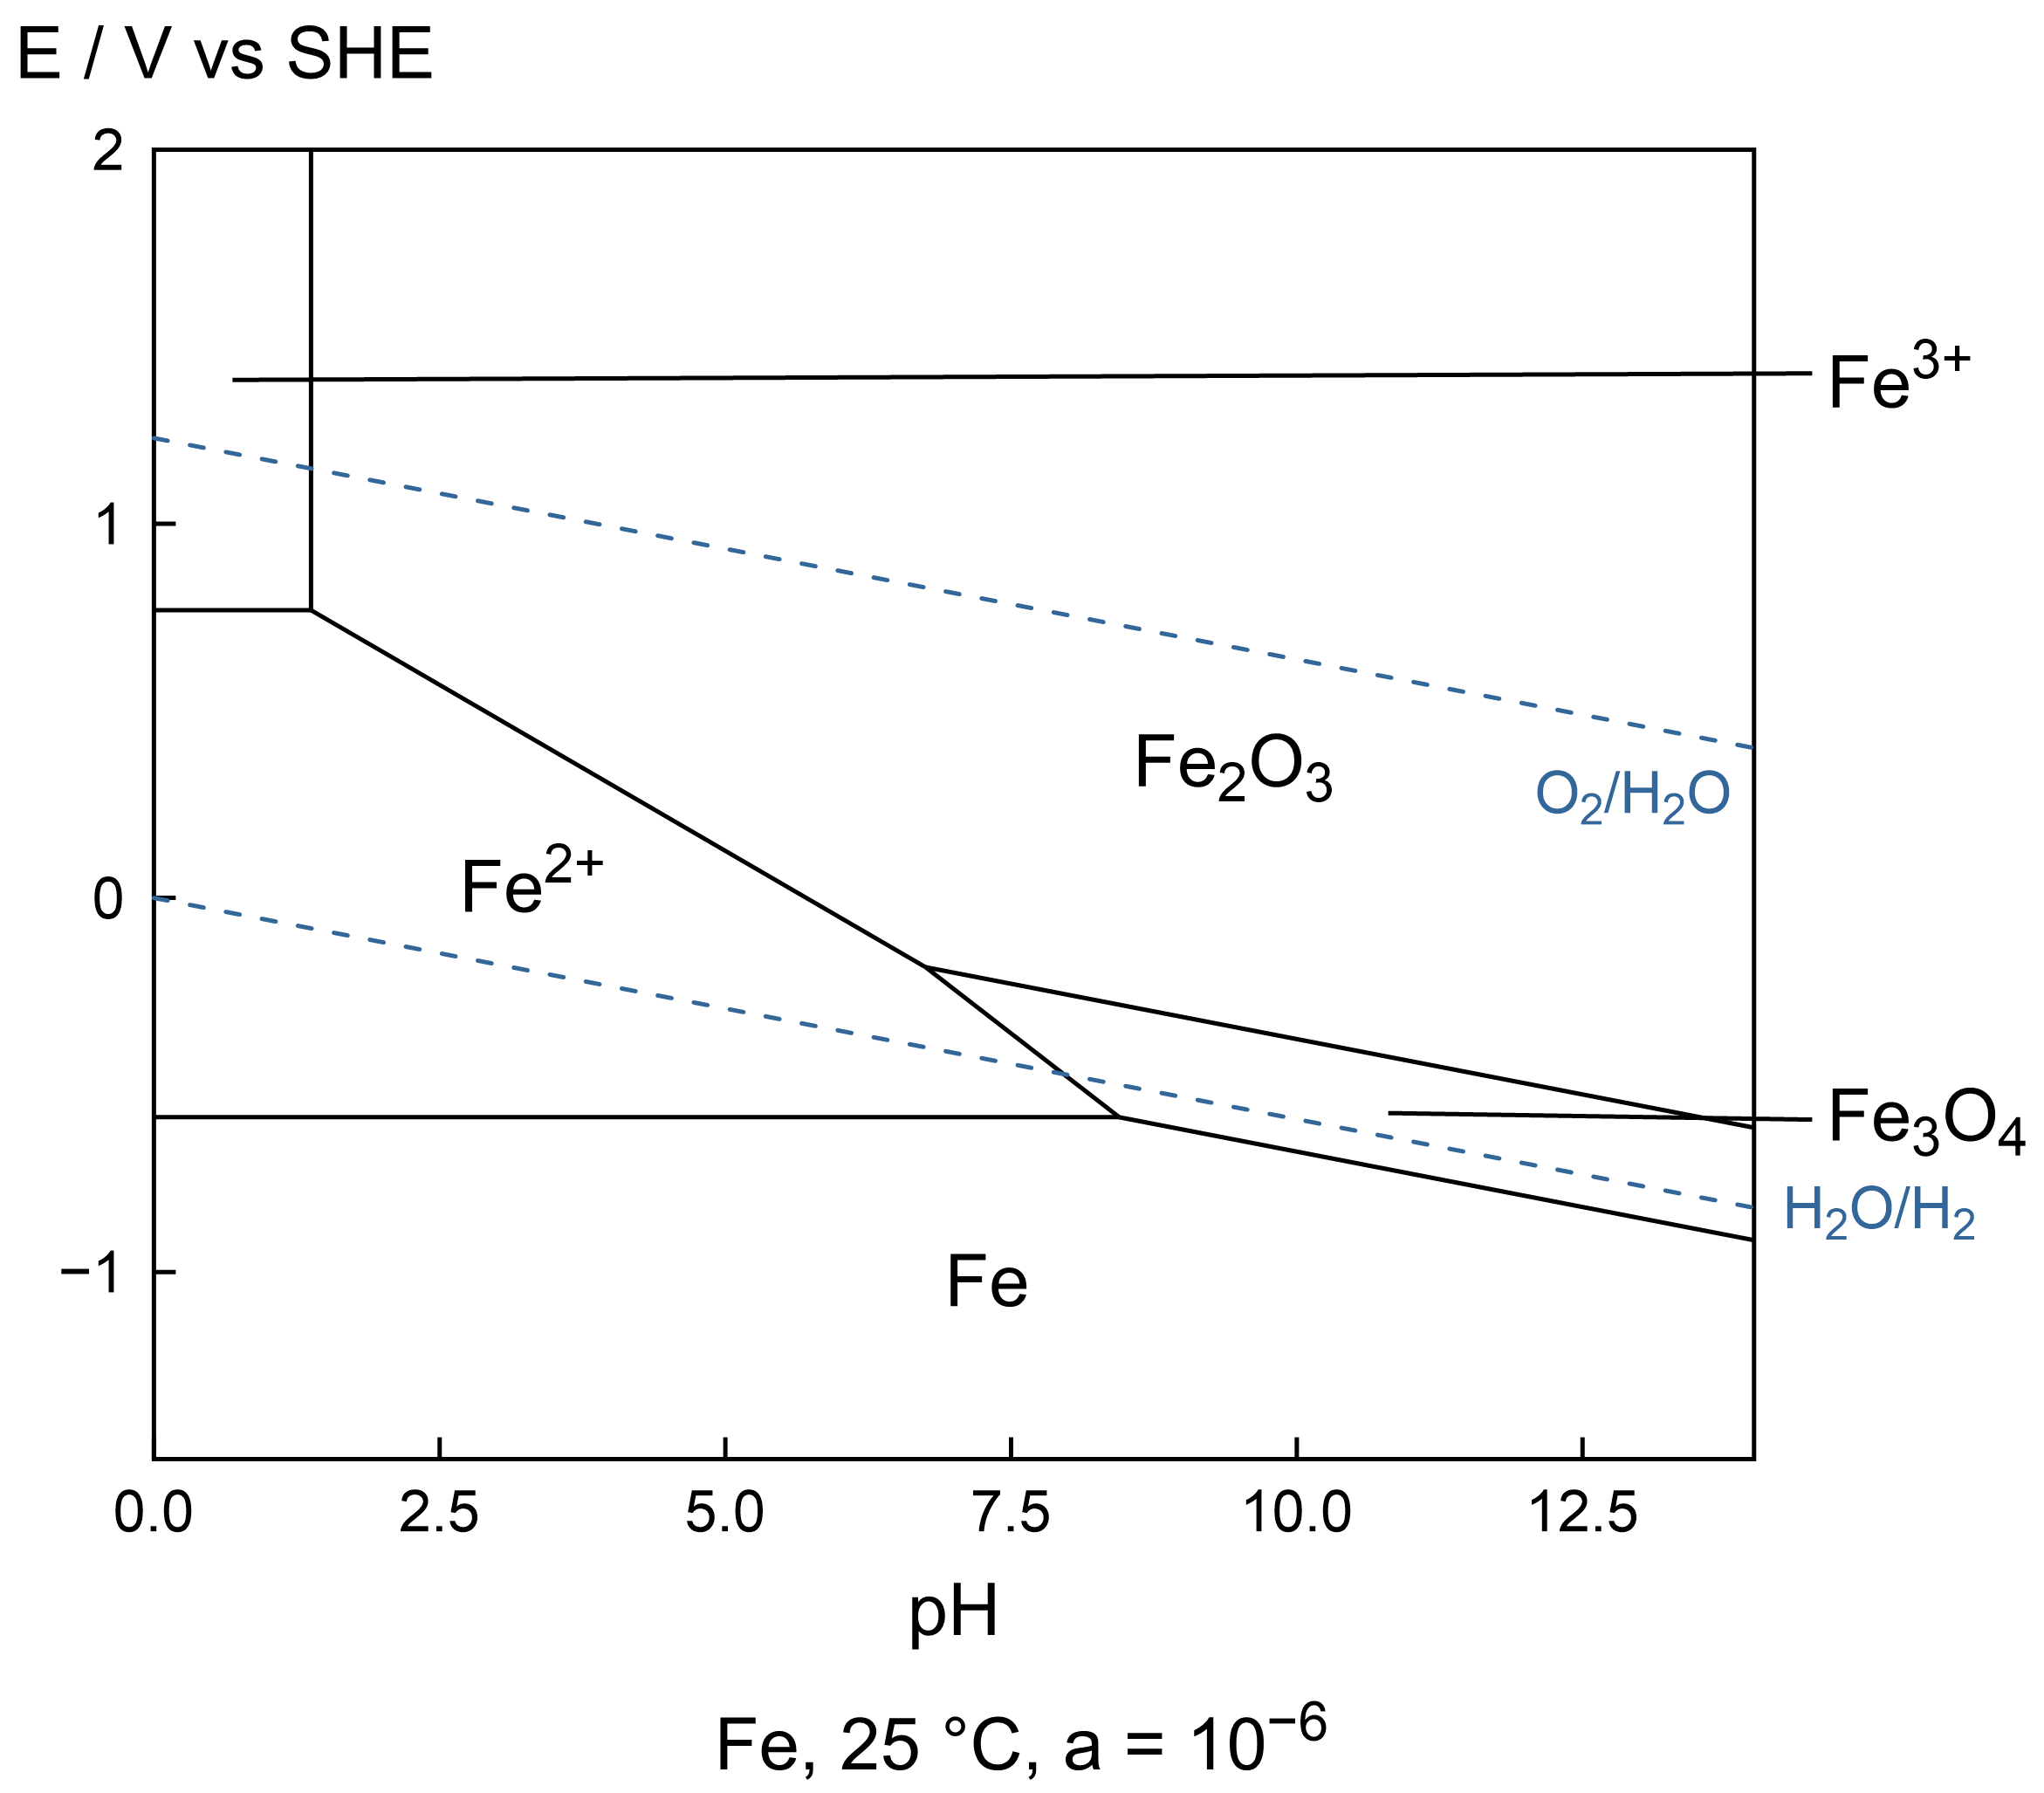 E / V vs SHE
2
Fe³⁺
1
Fe₂O₃
O₂/H₂O
Fe²⁺
0
Fe₃O₄
H₂O/H₂
−1
Fe
0.0 2.5 5.0 7.5 10.0 12.5
pH
Fe, 25 °C, a = 10⁻⁶